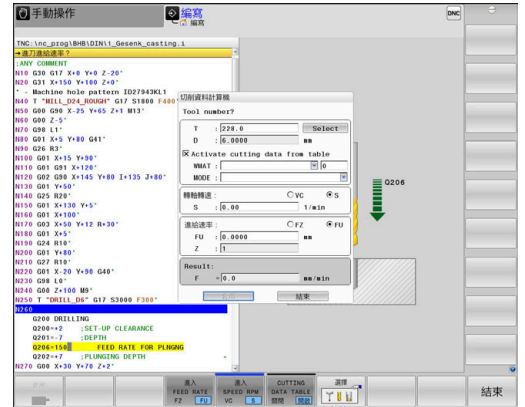 手動操作
編寫
編寫
DNC
TNC:\nc_prog\BHB\DIN\1_Gesenk_casting.i
→進刀進給速率?
;ANY COMMENT
N10 G30 G17 X+0 Y+0 Z-20*
N20 G31 X+150 Y+100 Z+0*
* - Machine hole pattern ID27943KL1
N40 T "MILL_D24_ROUGH" G17 S1800 F400*
N50 G00 G90 X-25 Y+65 Z+1 M13*
N60 G00 Z-5*
N70 G98 L1*
N80 G01 X+5 Y+80 G41*
N90 G26 R3*
N100 G01 X+15 Y+90*
N110 G01 G91 X+120*
N120 G02 G90 X+145 Y+80 I+135 J+80*
N130 G01 Y+50*
N140 G25 R20*
N150 G01 X+130 Y+5*
N160 G01 X+100*
N170 G03 X+50 Y+12 R+30*
N180 G01 X+5*
N190 G24 R10*
N200 G01 Y+80*
N210 G27 R10*
N220 G01 X-20 Y+90 G40*
N230 G98 L0*
N240 G00 Z+100 M9*
N250 T "DRILL_D6" G17 S3000 F300*
N260
G200 DRILLING
Q200=+2 ;SET-UP CLEARANCE
Q201=-7 ;DEPTH
Q206=150 FEED RATE FOR PLNGNG
Q202=+7 ;PLUNGING DEPTH
N270 G00 X+30 Y+70 Z+2*
切削資料計算機
Tool number?
T : 228.0 Select
D : 6.0000 mm
Activate cutting data from table
WMAT : 0
MODE :
轉軸轉速 : VC S
S : 0.00 1/min
進給速率 : FZ FU
FU : 0.0000 mm
Z : 1
Result:
F = 0.0 mm/min
結束
Q206
進入
FEED RATE
FZ FU
進入
SPEED RPM
VC S
CUTTING
DATA TABLE
關閉 開啟
選擇
結束